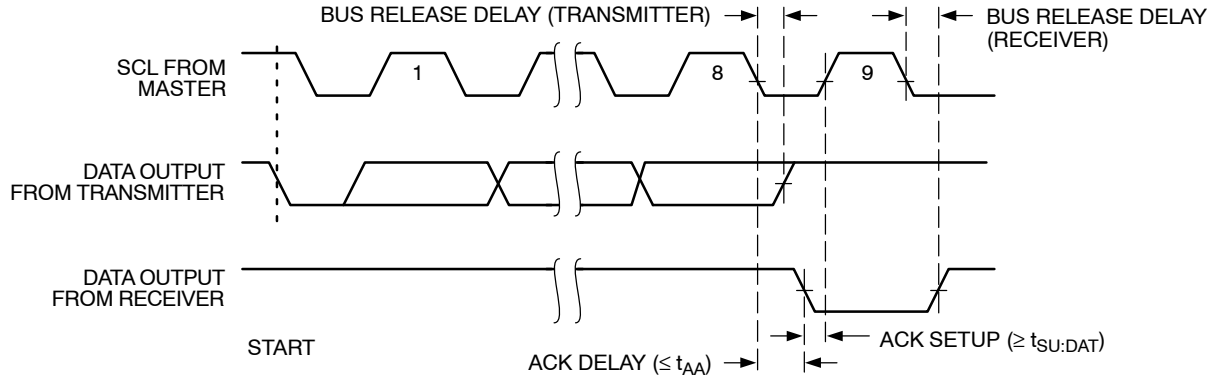 BUS RELEASE DELAY (TRANSMITTER)
BUS RELEASE DELAY
(RECEIVER)
SCL FROM
MASTER
1
8
9
DATA OUTPUT
FROM TRANSMITTER
DATA OUTPUT
FROM RECEIVER
START
ACK SETUP (≥ tSU:DAT)
ACK DELAY (≤ tAA)